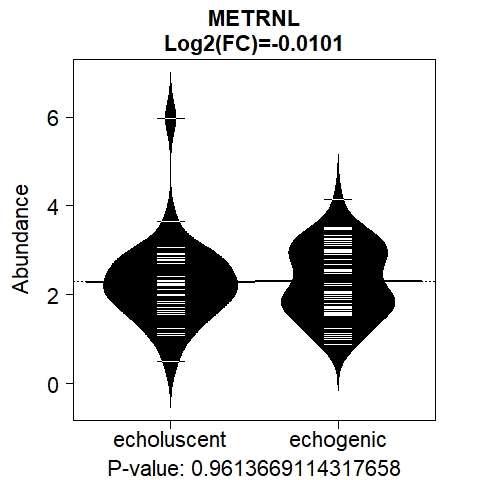 METRNL
Log2(FC)=-0.0101
Abundance
6
4
2
0
echoluscent echogenic
P-value: 0.9613669114317658